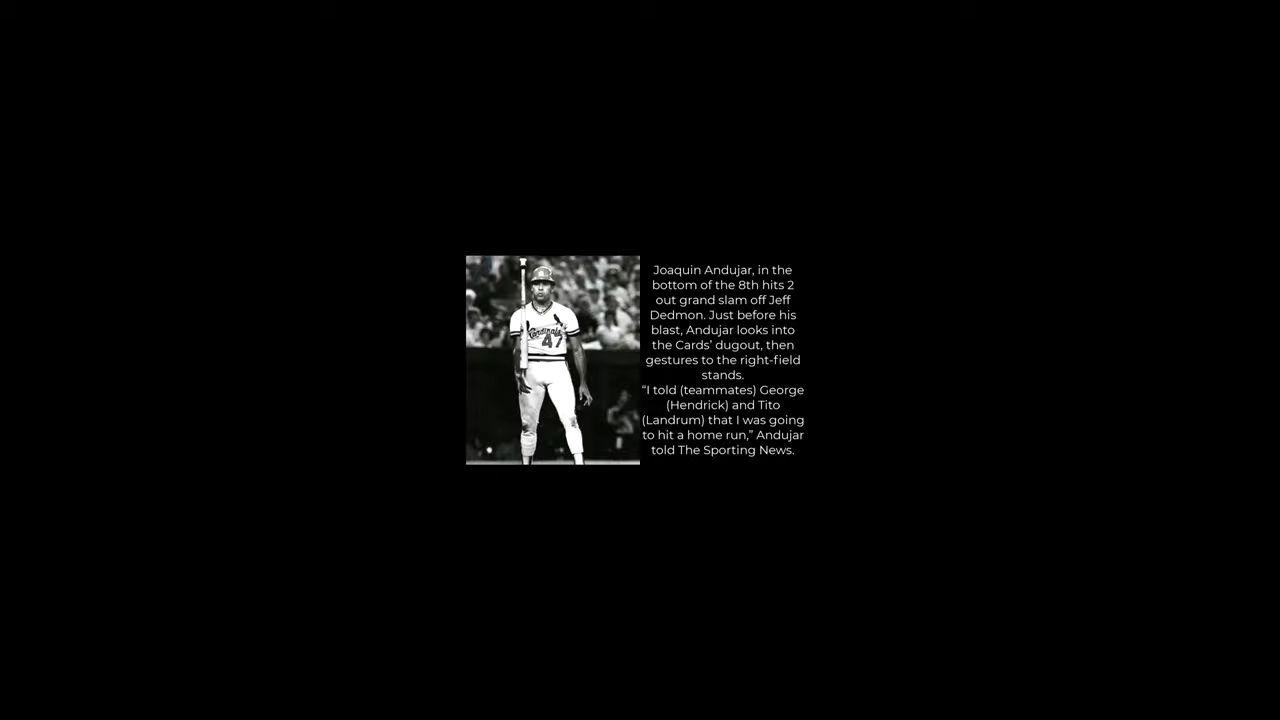 Cardinals
47
Joaquin Andujar, in the
bottom of the 8th hits 2
out grand slam off Jeff
Dedmon. Just before his
blast, Andujar looks into
the Cards’ dugout, then
gestures to the right-field
stands.
“I told (teammates) George
(Hendrick) and Tito
(Landrum) that I was going
to hit a home run,” Andujar
told The Sporting News.